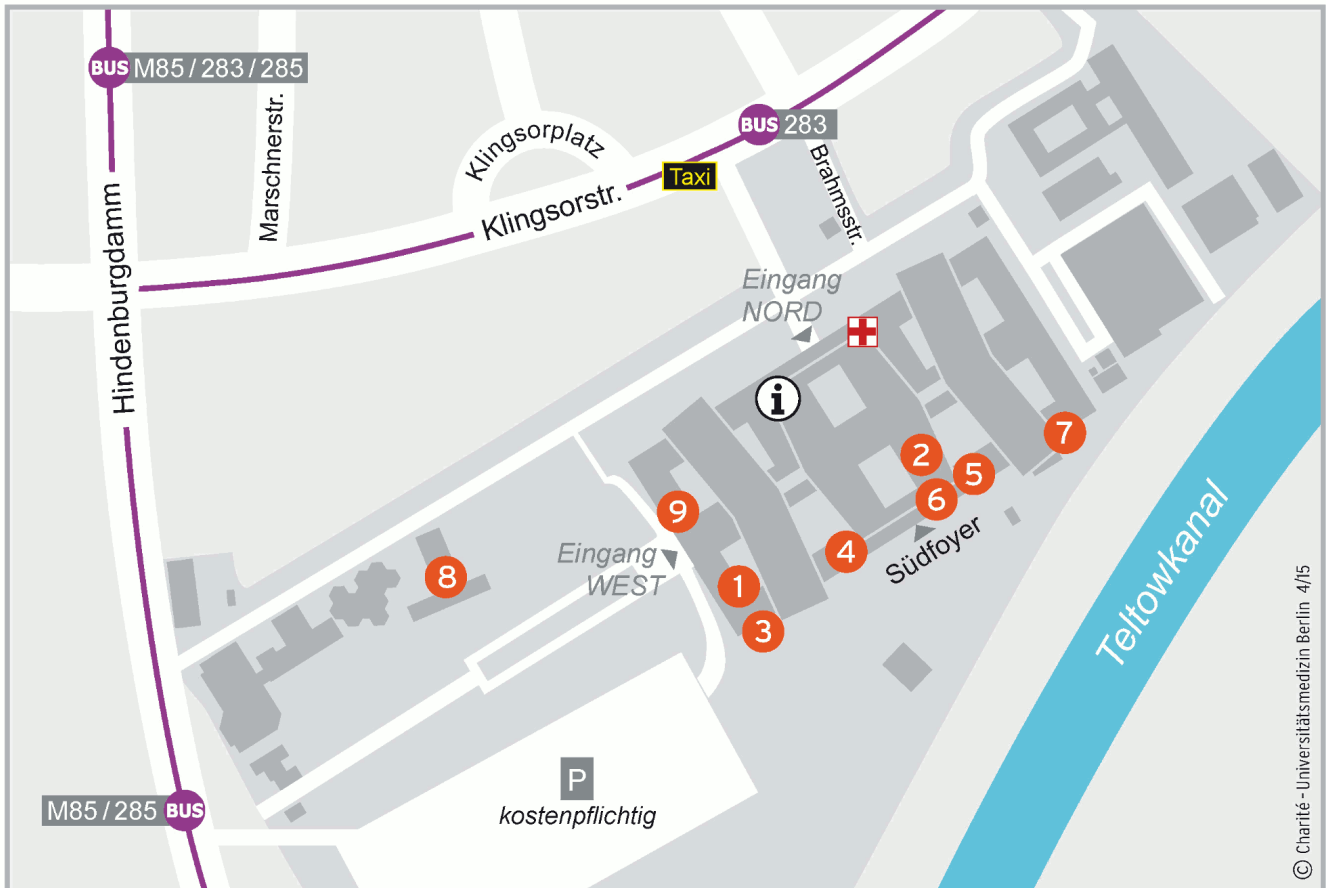 BUS M85 / 283 / 285
Marschnerstr.
Klingsorplatz
BUS 283
Taxi
Brahmsstr.
Klingsorstr.
Hindenburgdamm
Eingang
NORD
i
7
2
5
6
9
4
Südfoyer
Eingang
WEST
8
1
3
Teltowkanal
P
kostenpflichtig
M85 / 285 BUS
© Charité - Universitätsmedizin Berlin 4/15